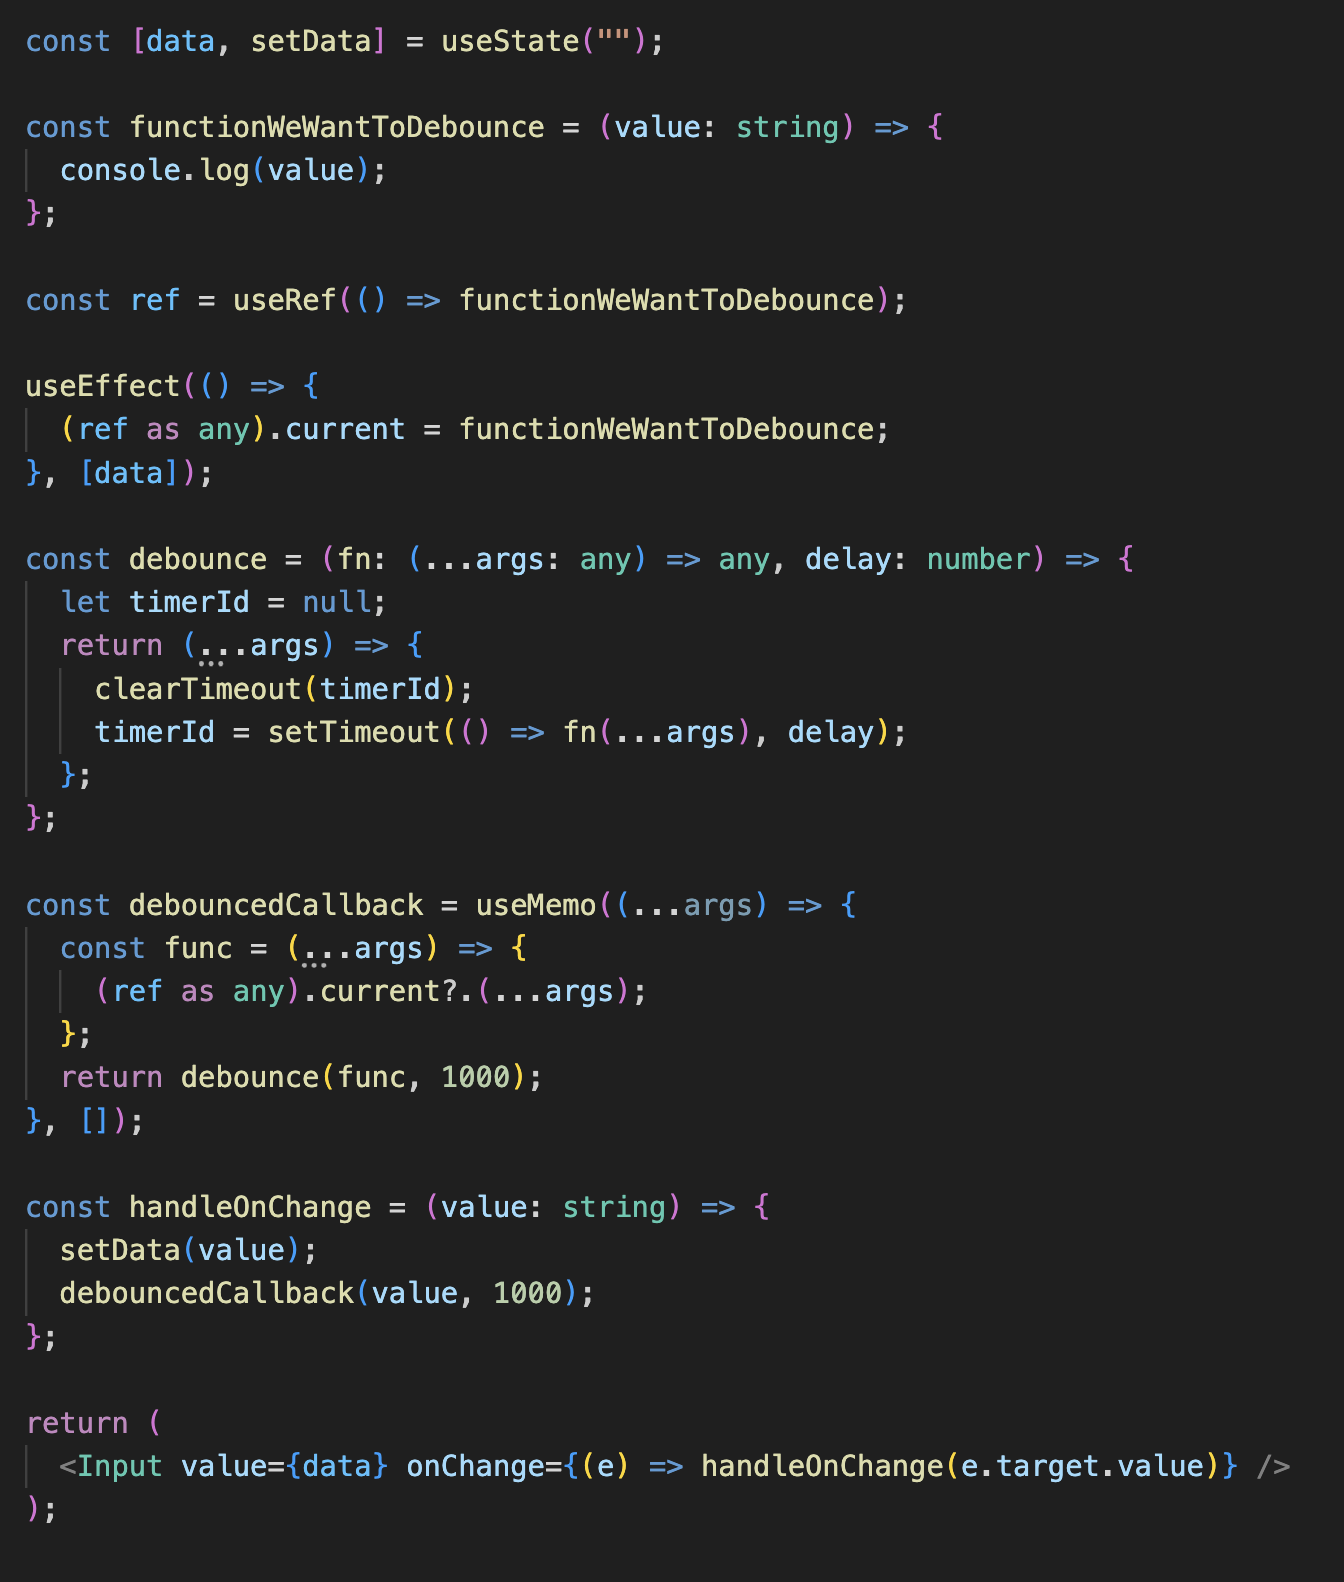 const [data, setData] = useState("");

const functionWeWantToDebounce = (value: string) => {
  console.log(value);
};

const ref = useRef(() => functionWeWantToDebounce);

useEffect(() => {
  (ref as any).current = functionWeWantToDebounce;
}, [data]);

const debounce = (fn: (...args: any) => any, delay: number) => {
  let timerId = null;
  return (...args) => {
    clearTimeout(timerId);
    timerId = setTimeout(() => fn(...args), delay);
  };
};

const debouncedCallback = useMemo((...args) => {
  const func = (...args) => {
    (ref as any).current?.(...args);
  };
  return debounce(func, 1000);
}, []);

const handleOnChange = (value: string) => {
  setData(value);
  debouncedCallback(value, 1000);
};

return (
  <Input value={data} onChange={(e) => handleOnChange(e.target.value)} />
);